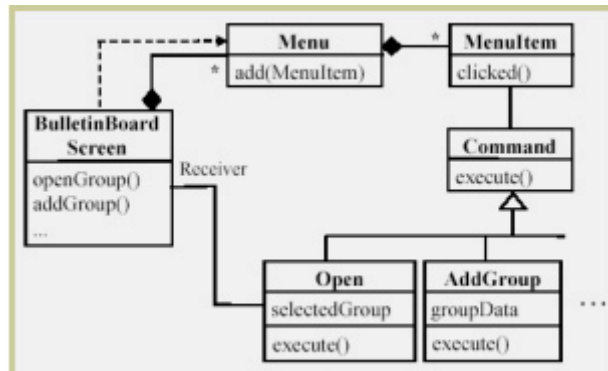 Menu
add(MenuItem)
*
*
MenuItem
clicked()
BulletinBoard
Screen
openGroup()
addGroup()
...
Receiver
Command
execute()
Open
selectedGroup
execute()
AddGroup
groupData
execute()
...